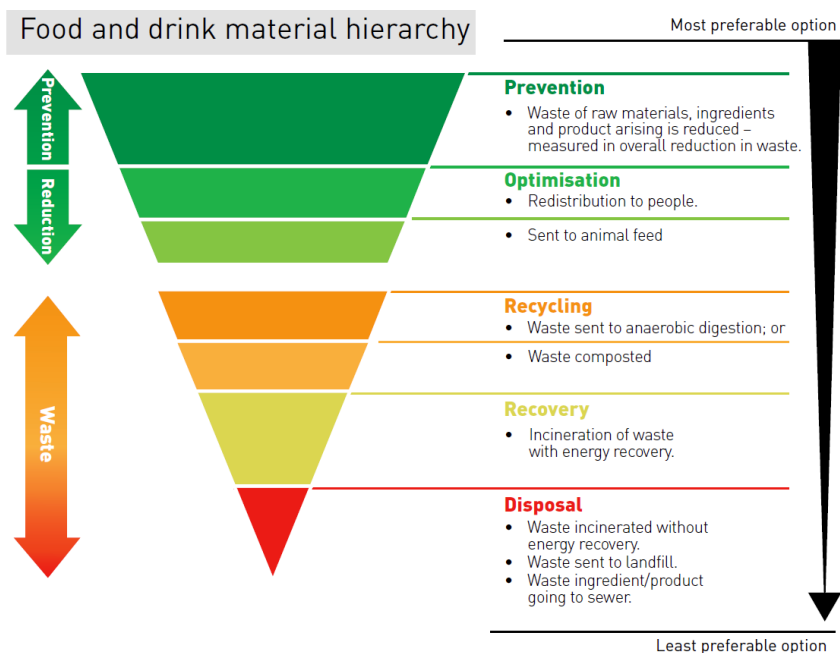 Food and drink material hierarchy
Most preferable option
Prevention
Reduction
Waste
Prevention
• Waste of raw materials, ingredients
and product arising is reduced –
measured in overall reduction in waste.
Optimisation
• Redistribution to people.
• Sent to animal feed
Recycling
• Waste sent to anaerobic digestion; or
• Waste composted
Recovery
• Incineration of waste
with energy recovery.
Disposal
• Waste incinerated without
energy recovery.
• Waste sent to landfill.
• Waste ingredient/product
going to sewer.
Least preferable option